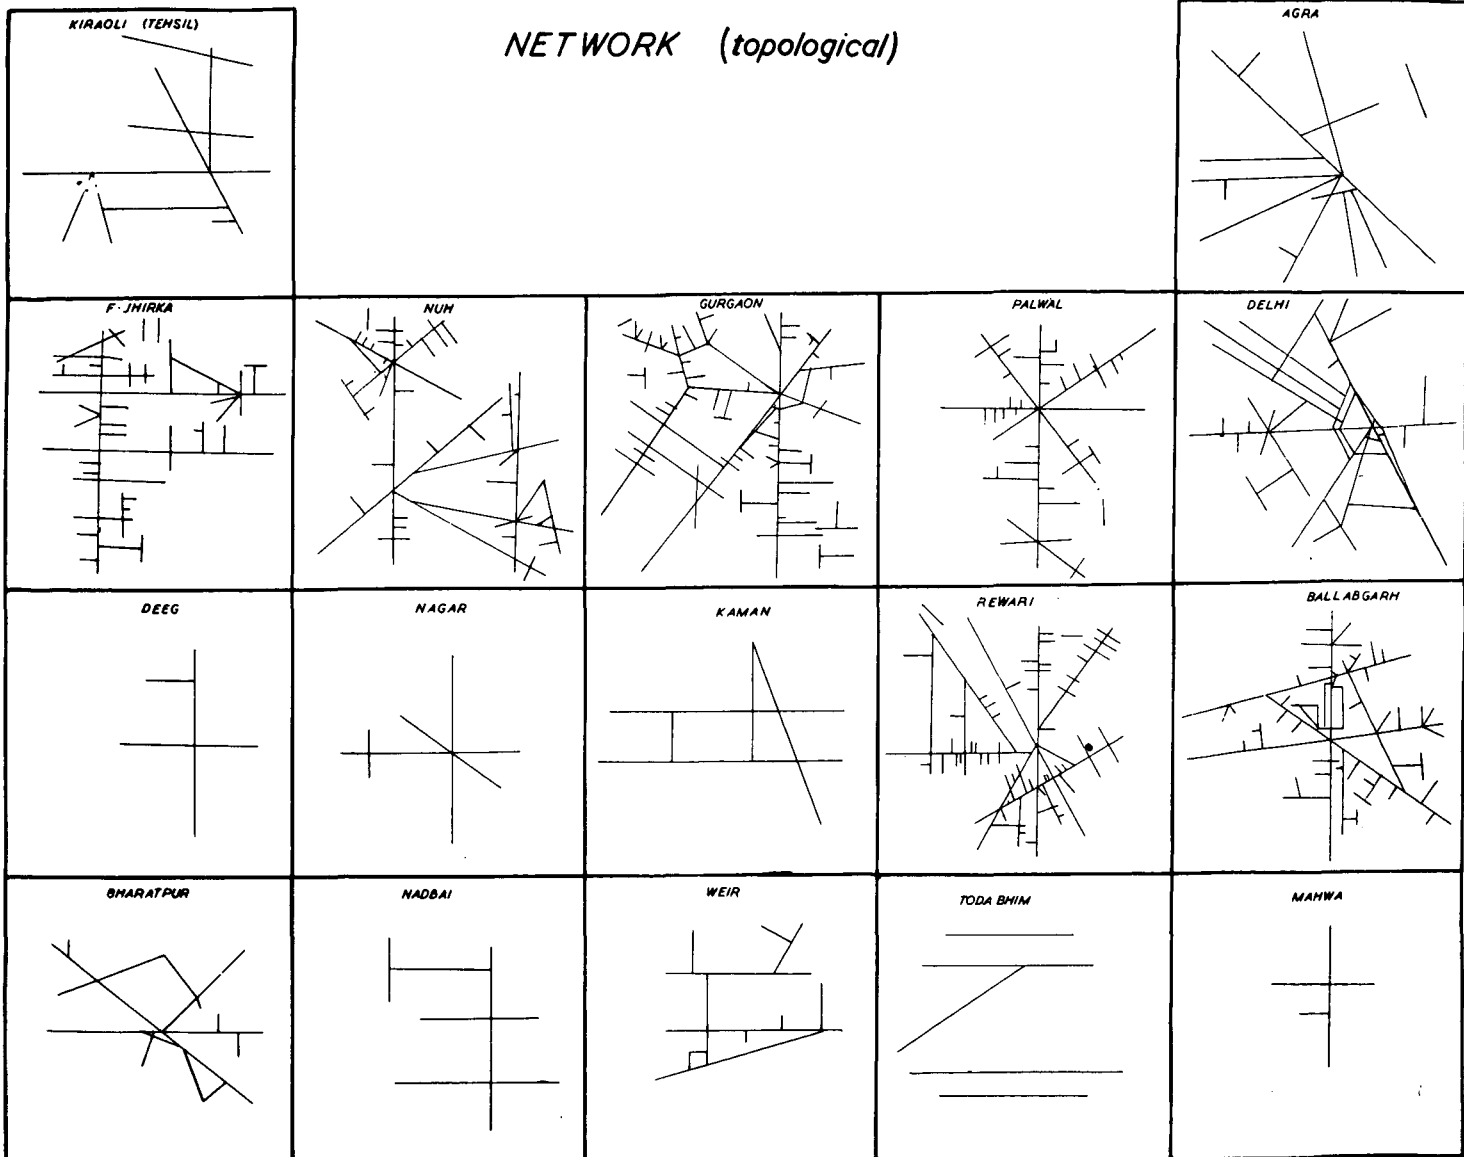 KIRAOLI (TEHSIL)
NETWORK (topological)
AGRA
F-JHIRKA
NUH
GURGAON
PALWAL
DELHI
DEEG
NAGAR
KAMAN
REWARI
BALLABGARH
BHARATPUR
NADBAI
WEIR
TODA BHIM
MAHWA